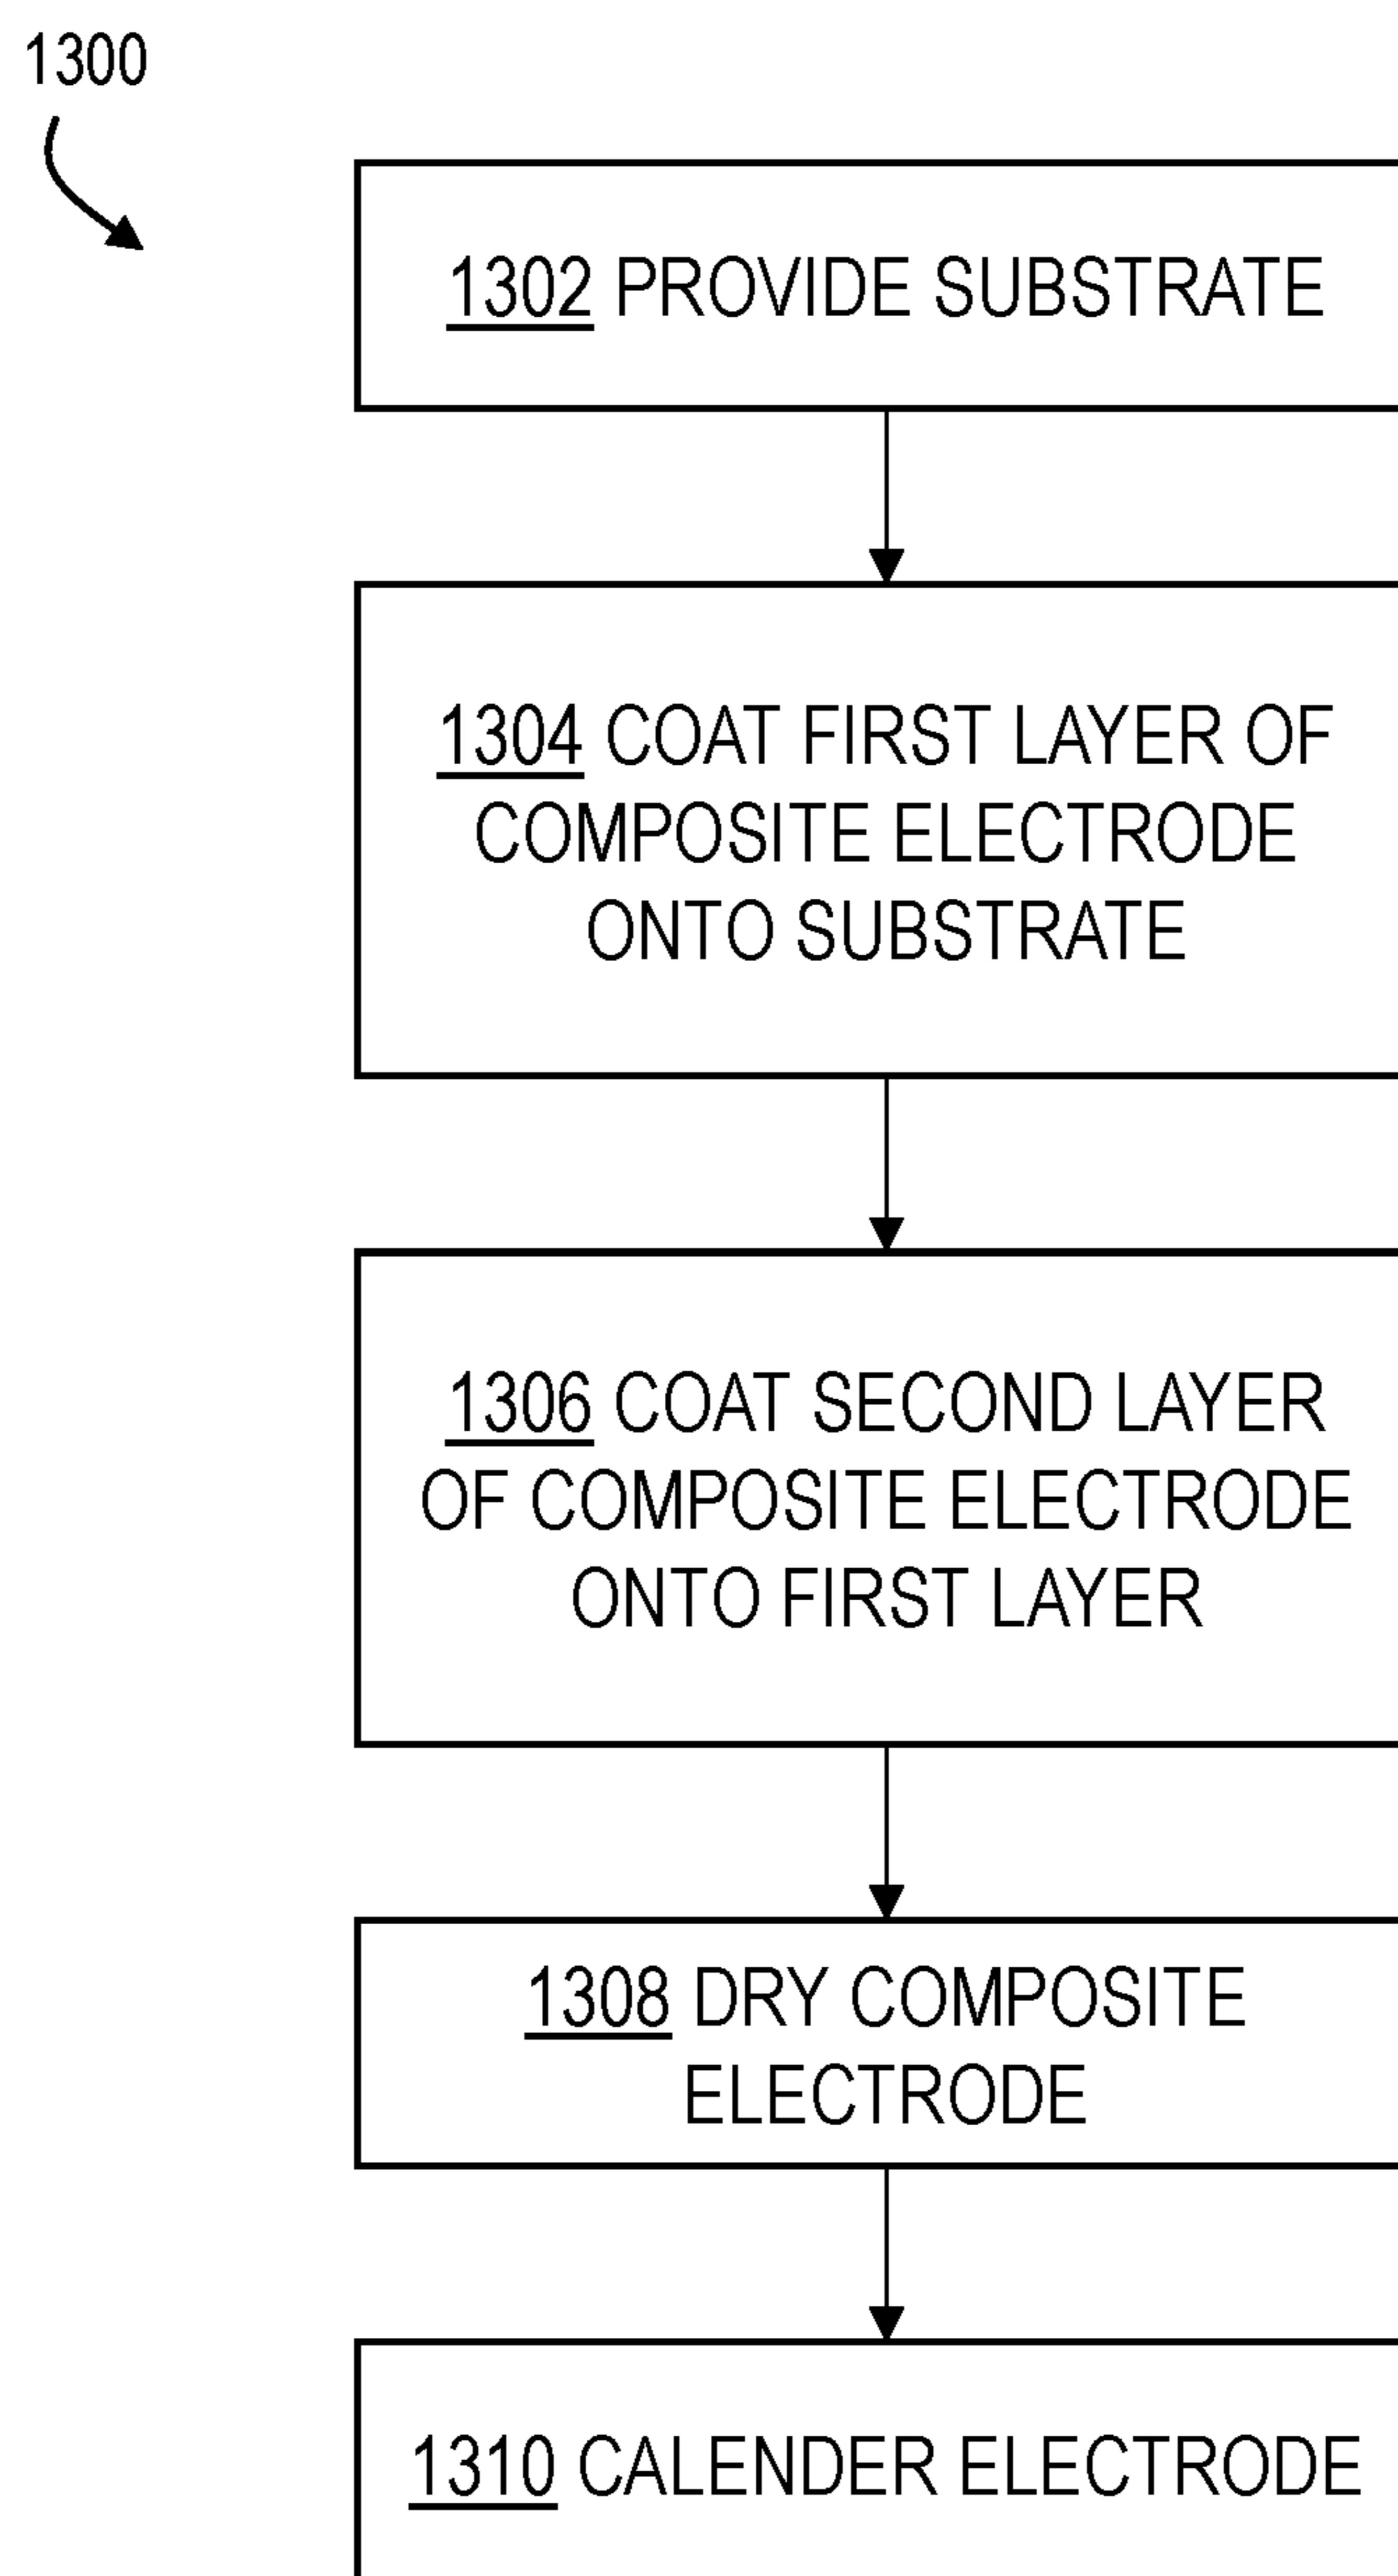 1300
1302 PROVIDE SUBSTRATE
1304 COAT FIRST LAYER OF
COMPOSITE ELECTRODE
ONTO SUBSTRATE
1306 COAT SECOND LAYER
OF COMPOSITE ELECTRODE
ONTO FIRST LAYER
1308 DRY COMPOSITE
ELECTRODE
1310 CALENDER ELECTRODE